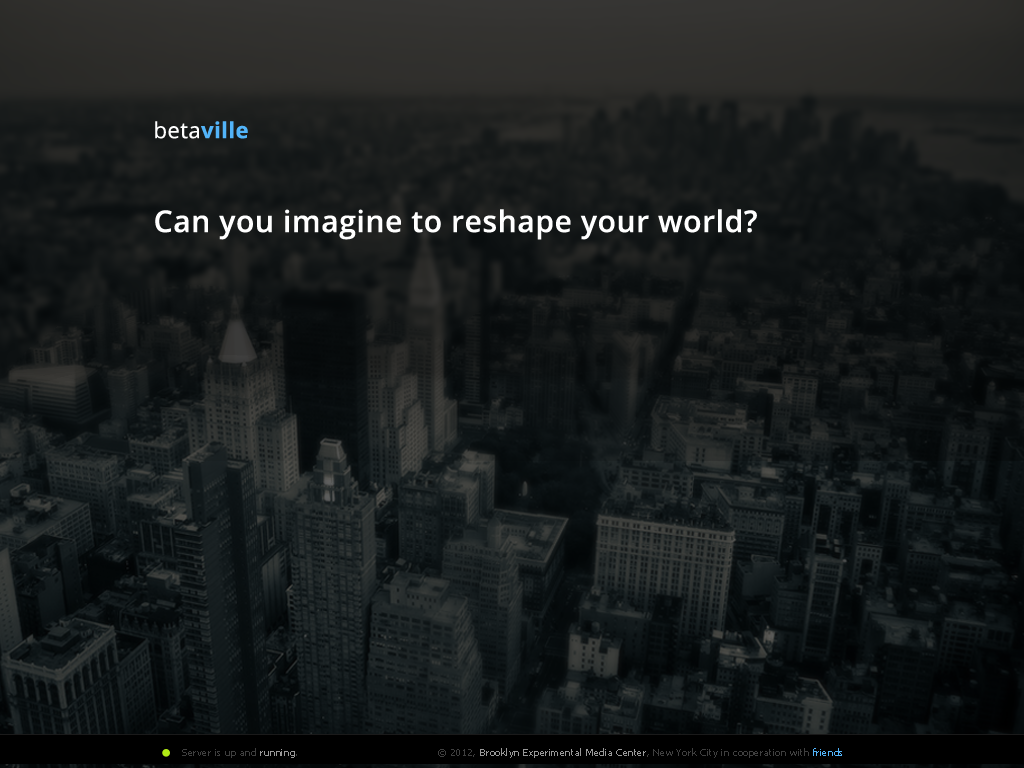 betaville
Can you imagine to reshape your world?
Server is up and running.
© 2012, Brooklyn Experimental Media Center, New York City in cooperation with friends